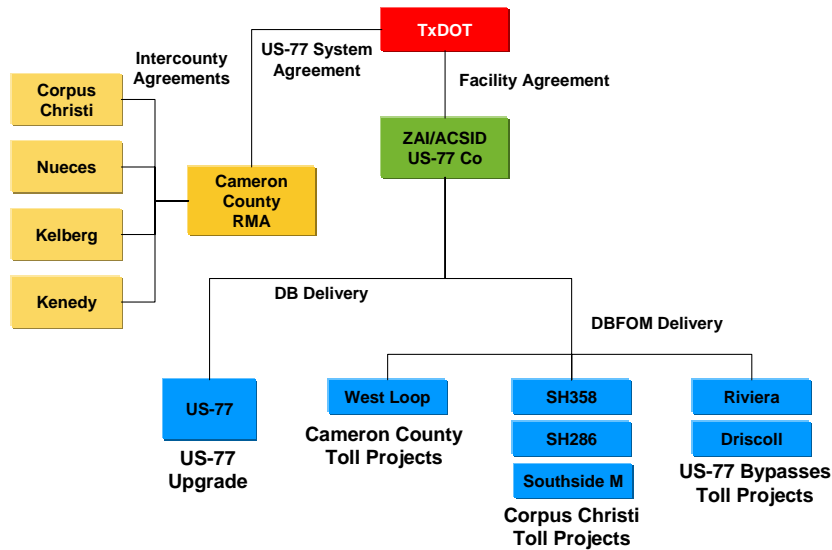 TxDOT
Intercounty
Agreements
US-77 System
Agreement
Facility Agreement
Corpus
Christi
Nueces
Kelberg
Kenedy
Cameron
County
RMA
ZAI/ACSID
US-77 Co
DB Delivery
DBFOM Delivery
US-77
US-77
Upgrade
West Loop
Cameron County
Toll Projects
SH358
SH286
Southside M
Corpus Christi
Toll Projects
Riviera
Driscoll
US-77 Bypasses
Toll Projects